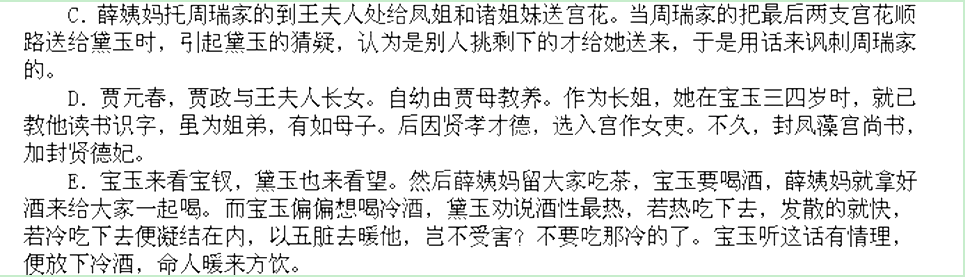 C．薛姨妈托周瑞家的到王夫人处给凤姐和诸姐妹送宫花。当周瑞家的把最后两支宫花顺
路送给黛玉时，引起黛玉的猜疑，认为是别人挑剩下的才给她送来，于是用话来讽刺周瑞家
的。
D．贾元春，贾政与王夫人长女。自幼由贾母教养。作为长姐，她在宝玉三四岁时，就已
教他读书识字，虽为姐弟，有如母子。后因贤孝才德，选入宫作女吏。不久，封凤藻宫尚书，
加封贤德妃。
E．宝玉来看宝钗，黛玉也来看望。然后薛姨妈留大家吃茶，宝玉要喝酒，薛姨妈就拿好
酒来给大家一起喝。而宝玉偏偏想喝冷酒，黛玉劝说酒性最热，若热吃下去，发散的就快，
若冷吃下去便凝结在内，以五脏去暖他，岂不受害？不要吃那冷的了。宝玉听这话有情理，
便放下冷酒，命人暖来方饮。